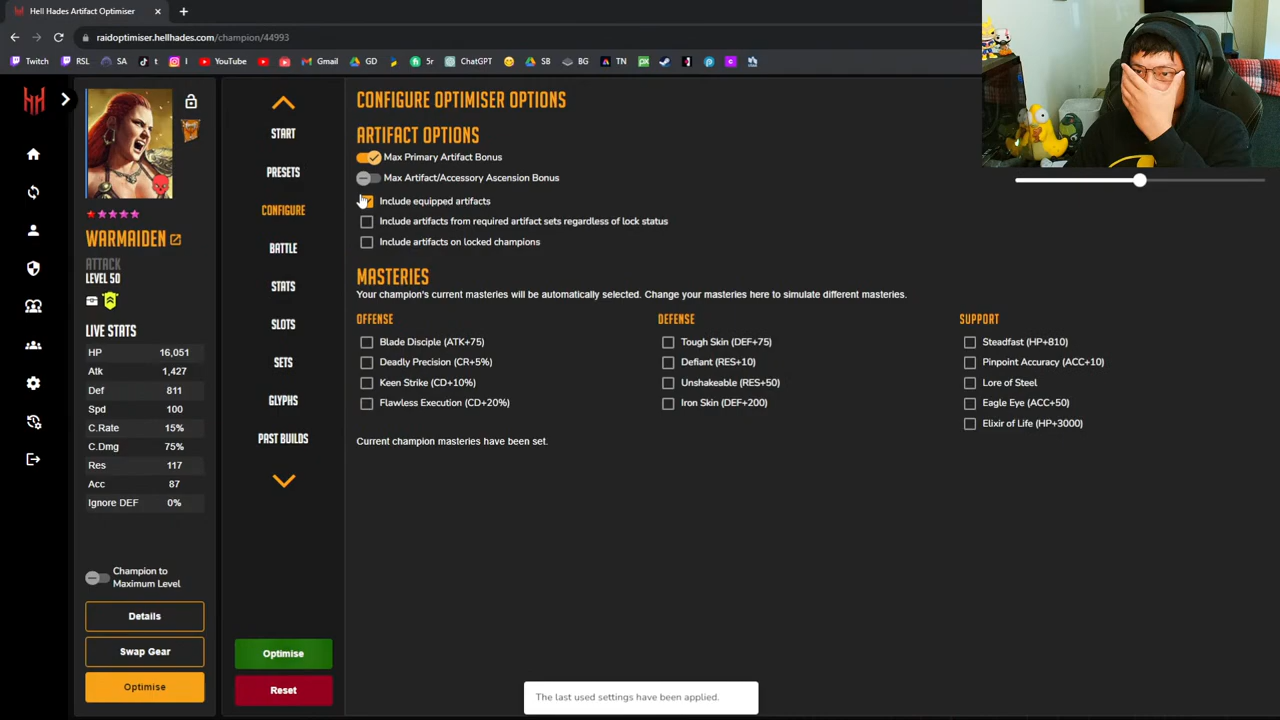 Hell Hades Artifact Optimiser
raidoptimiser.hellhades.com/champion/44993
Twitch
RSL
SA
t
I
YouTube
Gmail
GD
5r
ChatGPT
SB
BG
TN
WARMAIDEN
ATTACK
LEVEL 50
LIVE STATS
HP 16,051
Atk 1,427
Def 811
Spd 100
C.Rate 15%
C.Dmg 75%
Res 117
Acc 87
Ignore DEF 0%
Champion to
Maximum Level
Details
Swap Gear
Optimise
START
PRESETS
CONFIGURE
BATTLE
STATS
SLOTS
SETS
GLYPHS
PAST BUILDS
Optimise
Reset
CONFIGURE OPTIMISER OPTIONS
ARTIFACT OPTIONS
Max Primary Artifact Bonus
Max Artifact/Accessory Ascension Bonus
Include equipped artifacts
Include artifacts from required artifact sets regardless of lock status
Include artifacts on locked champions
MASTERIES
Your champion's current masteries will be automatically selected. Change your masteries here to simulate different masteries.
OFFENSE
Blade Disciple (ATK+75)
Deadly Precision (CR+5%)
Keen Strike (CD+10%)
Flawless Execution (CD+20%)
DEFENSE
Tough Skin (DEF+75)
Defiant (RES+10)
Unshakeable (RES+50)
Iron Skin (DEF+200)
SUPPORT
Steadfast (HP+810)
Pinpoint Accuracy (ACC+10)
Lore of Steel
Eagle Eye (ACC+50)
Elixir of Life (HP+3000)
Current champion masteries have been set.
The last used settings have been applied.